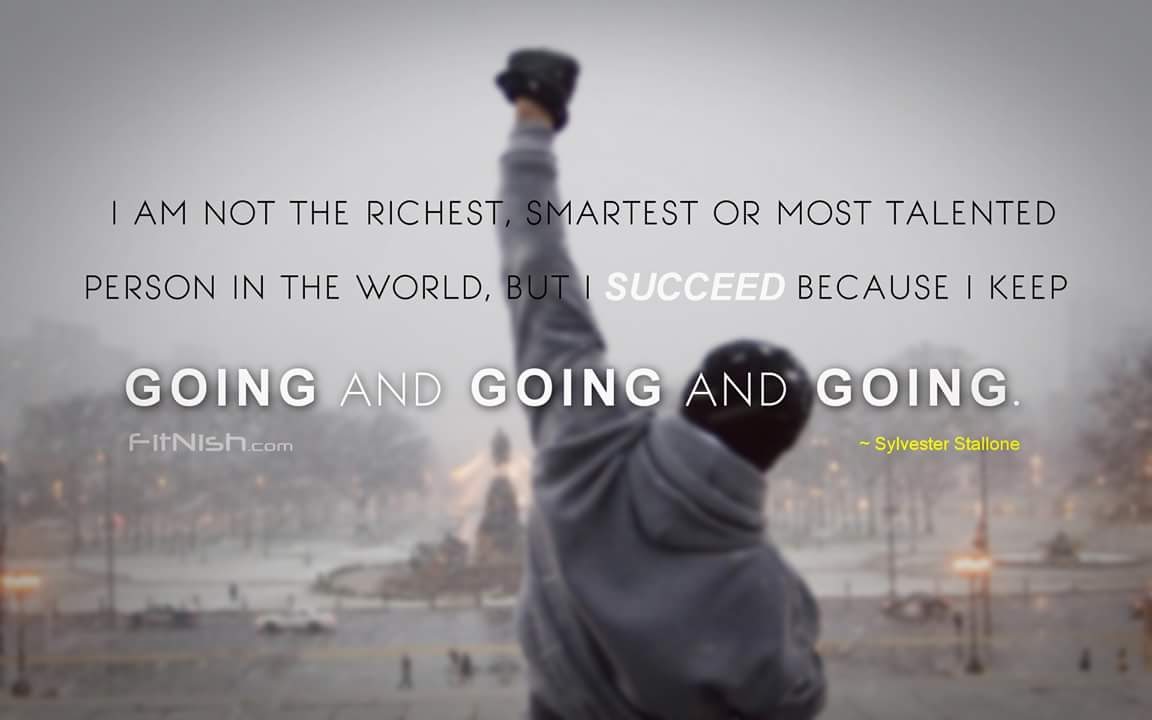 I AM NOT THE RICHEST, SMARTEST OR MOST TALENTED
PERSON IN THE WORLD, BUT I SUCCEED BECAUSE I KEEP
GOING AND GOING AND GOING.
FitNish.com
~ Sylvester Stallone